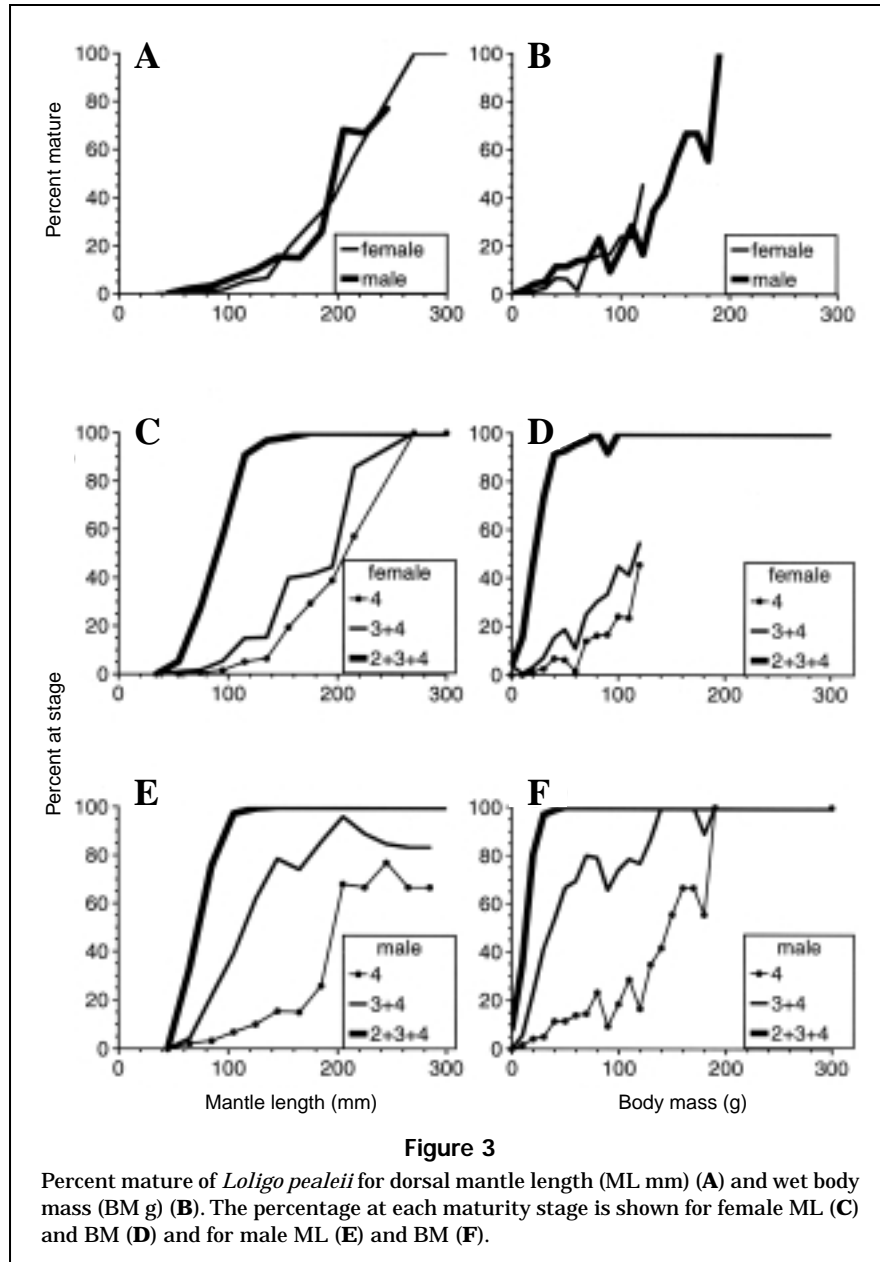 A
B
Percent mature
100
80
60
40
20
0
female
male
0 100 200 300
100
80
60
40
20
0
female
male
0 100 200 300
C
D
Percent at stage
100
80
60
40
20
0
female
4
3+4
2+3+4
0 100 200 300
100
80
60
40
20
0
female
4
3+4
2+3+4
0 100 200 300
E
F
100
80
60
40
20
0
male
4
3+4
2+3+4
0 100 200 300
100
80
60
40
20
0
male
4
3+4
2+3+4
0 100 200 300
Mantle length (mm)
Body mass (g)
Figure 3
Percent mature of Loligo pealeii for dorsal mantle length (ML mm) (A) and wet body
mass (BM g) (B). The percentage at each maturity stage is shown for female ML (C)
and BM (D) and for male ML (E) and BM (F).